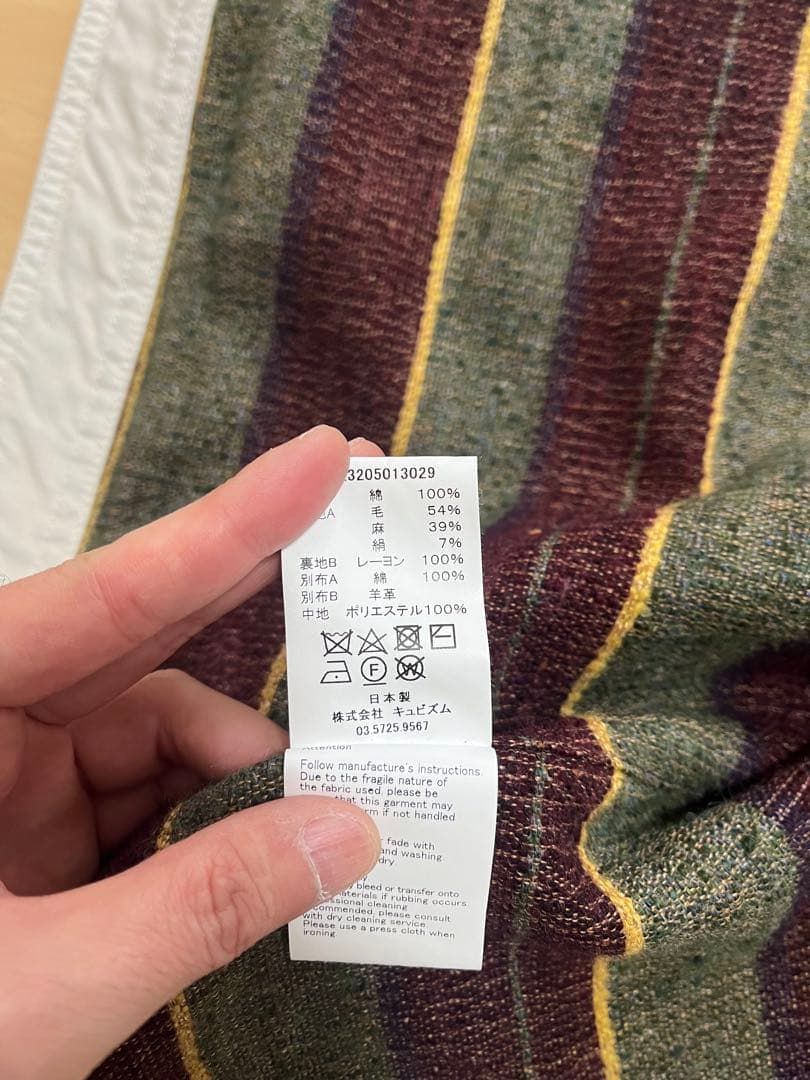 3205013029
綿 100%
A 毛 54%
麻 39%
絹 7%
裏地B レーヨン 100%
別布A 綿 100%
別布B 羊革
中地 ポリエステル100%
F W
日本製
株式会社 キュビズム
03.5725.9567
Attention
Follow manufacture's instructions.
Due to the fragile nature of
the fabric used, please be
that this garment may
if not handled
fade with
and washing
dry
bleed or transfer onto
materials if rubbing occurs.
cleaning
recommended, please consult
with dry cleaning service.
Please use a press cloth when
ironing.